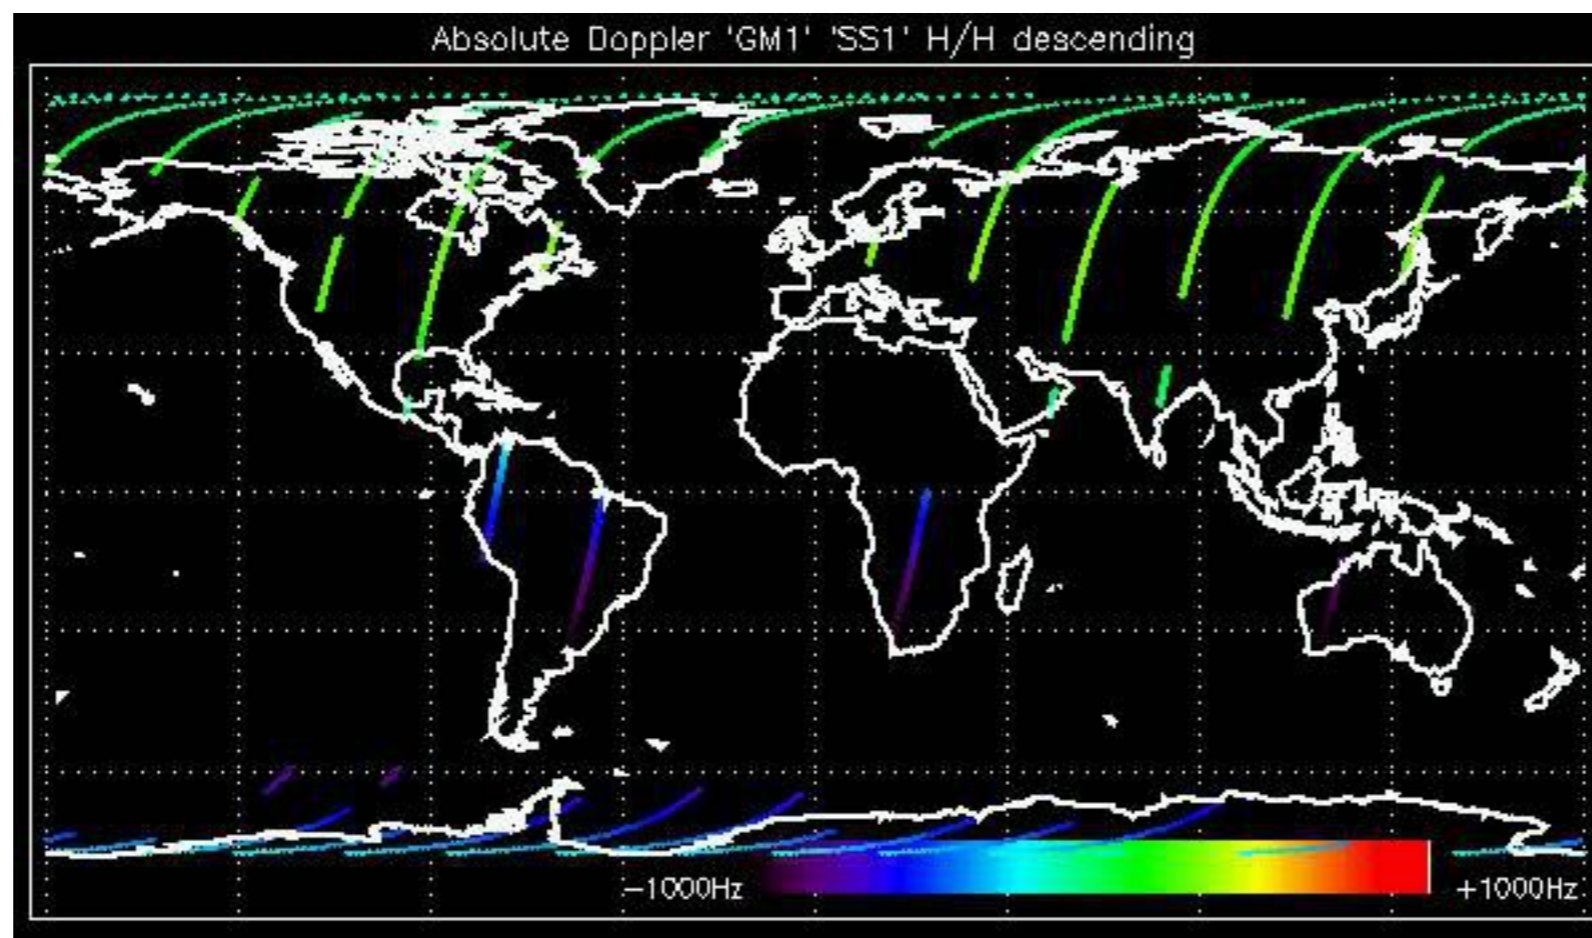 Absolute Doppler 'GM1' 'SS1' H/H descending
−1000Hz
+1000Hz